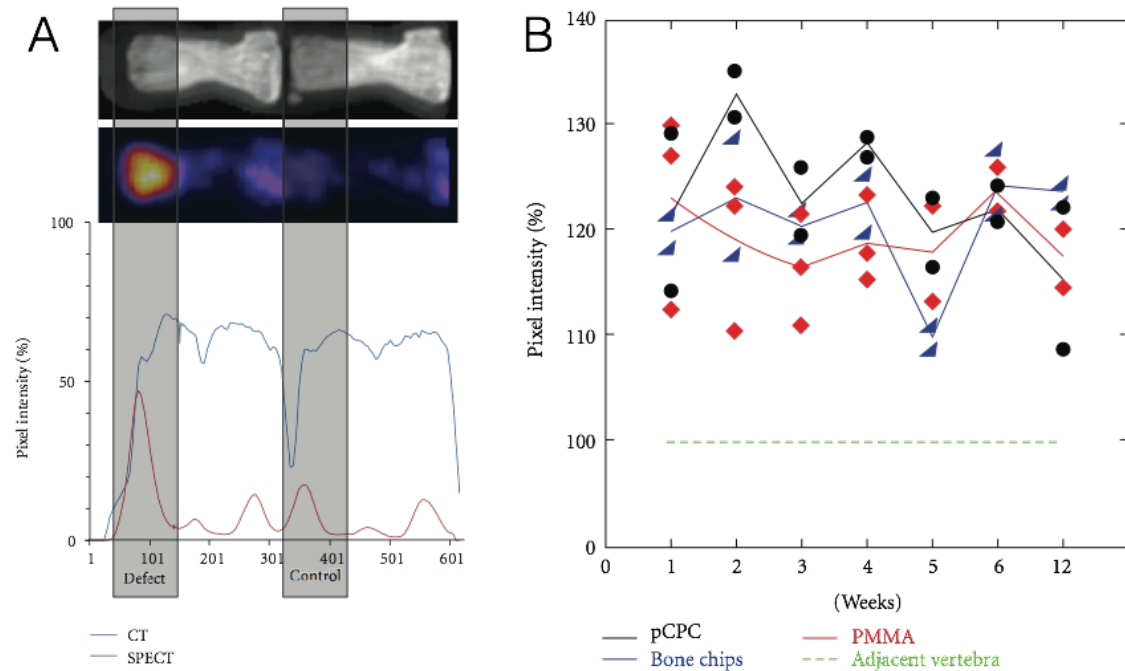 A
100
50
0
Pixel intensity (%)
1 101 201 301 401 501 601
Defect Control
CT
SPECT
B
140
130
120
110
100
0
Pixel intensity (%)
0 1 2 3 4 5 6 12
(Weeks)
pCPC PMMA
Bone chips Adjacent vertebra